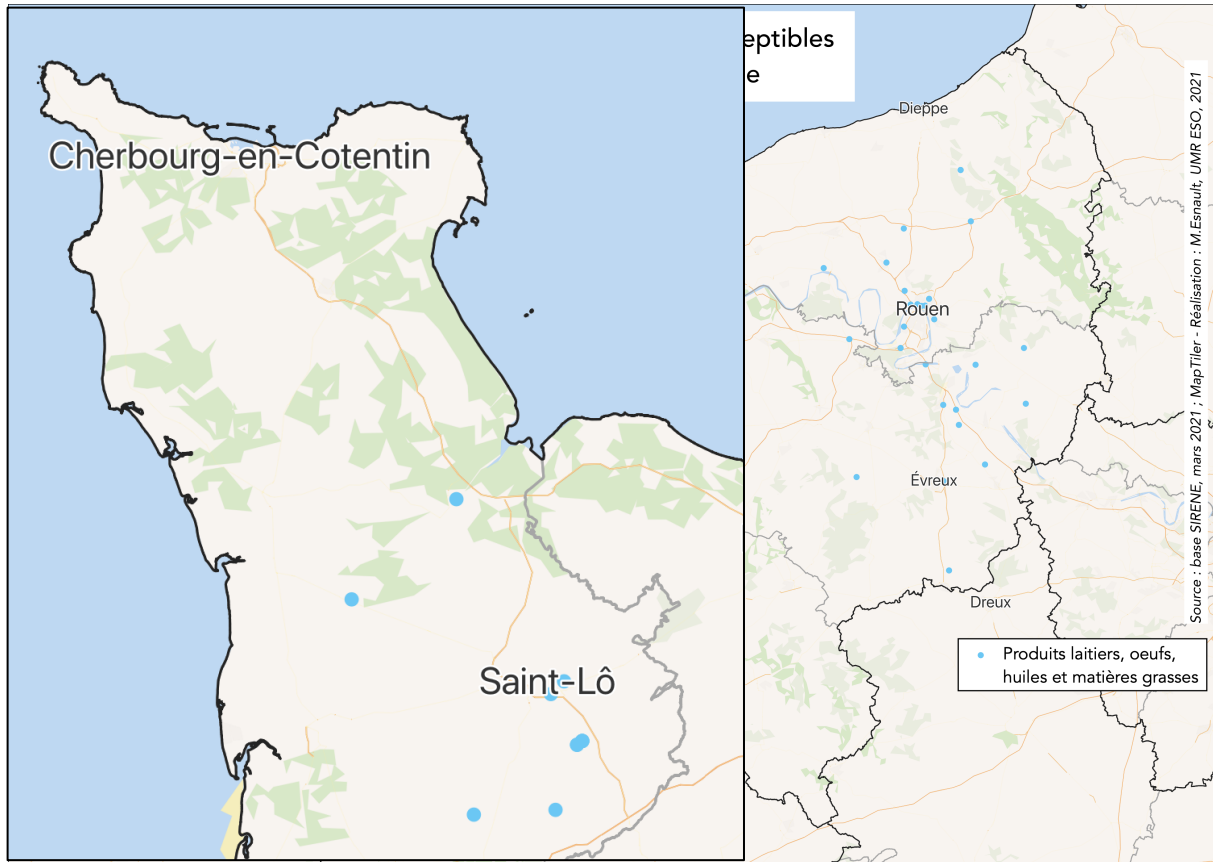 eptibles
e
Dieppe
Cherbourg-en-Cotentin
Rouen
Évreux
Dreux
Saint-Lô
Produits laitiers, oeufs,
huiles et matières grasses
Source : base SIRENE, mars 2021 ; MapTiler - Réalisation : M.Esnault, UMR ESO, 2021